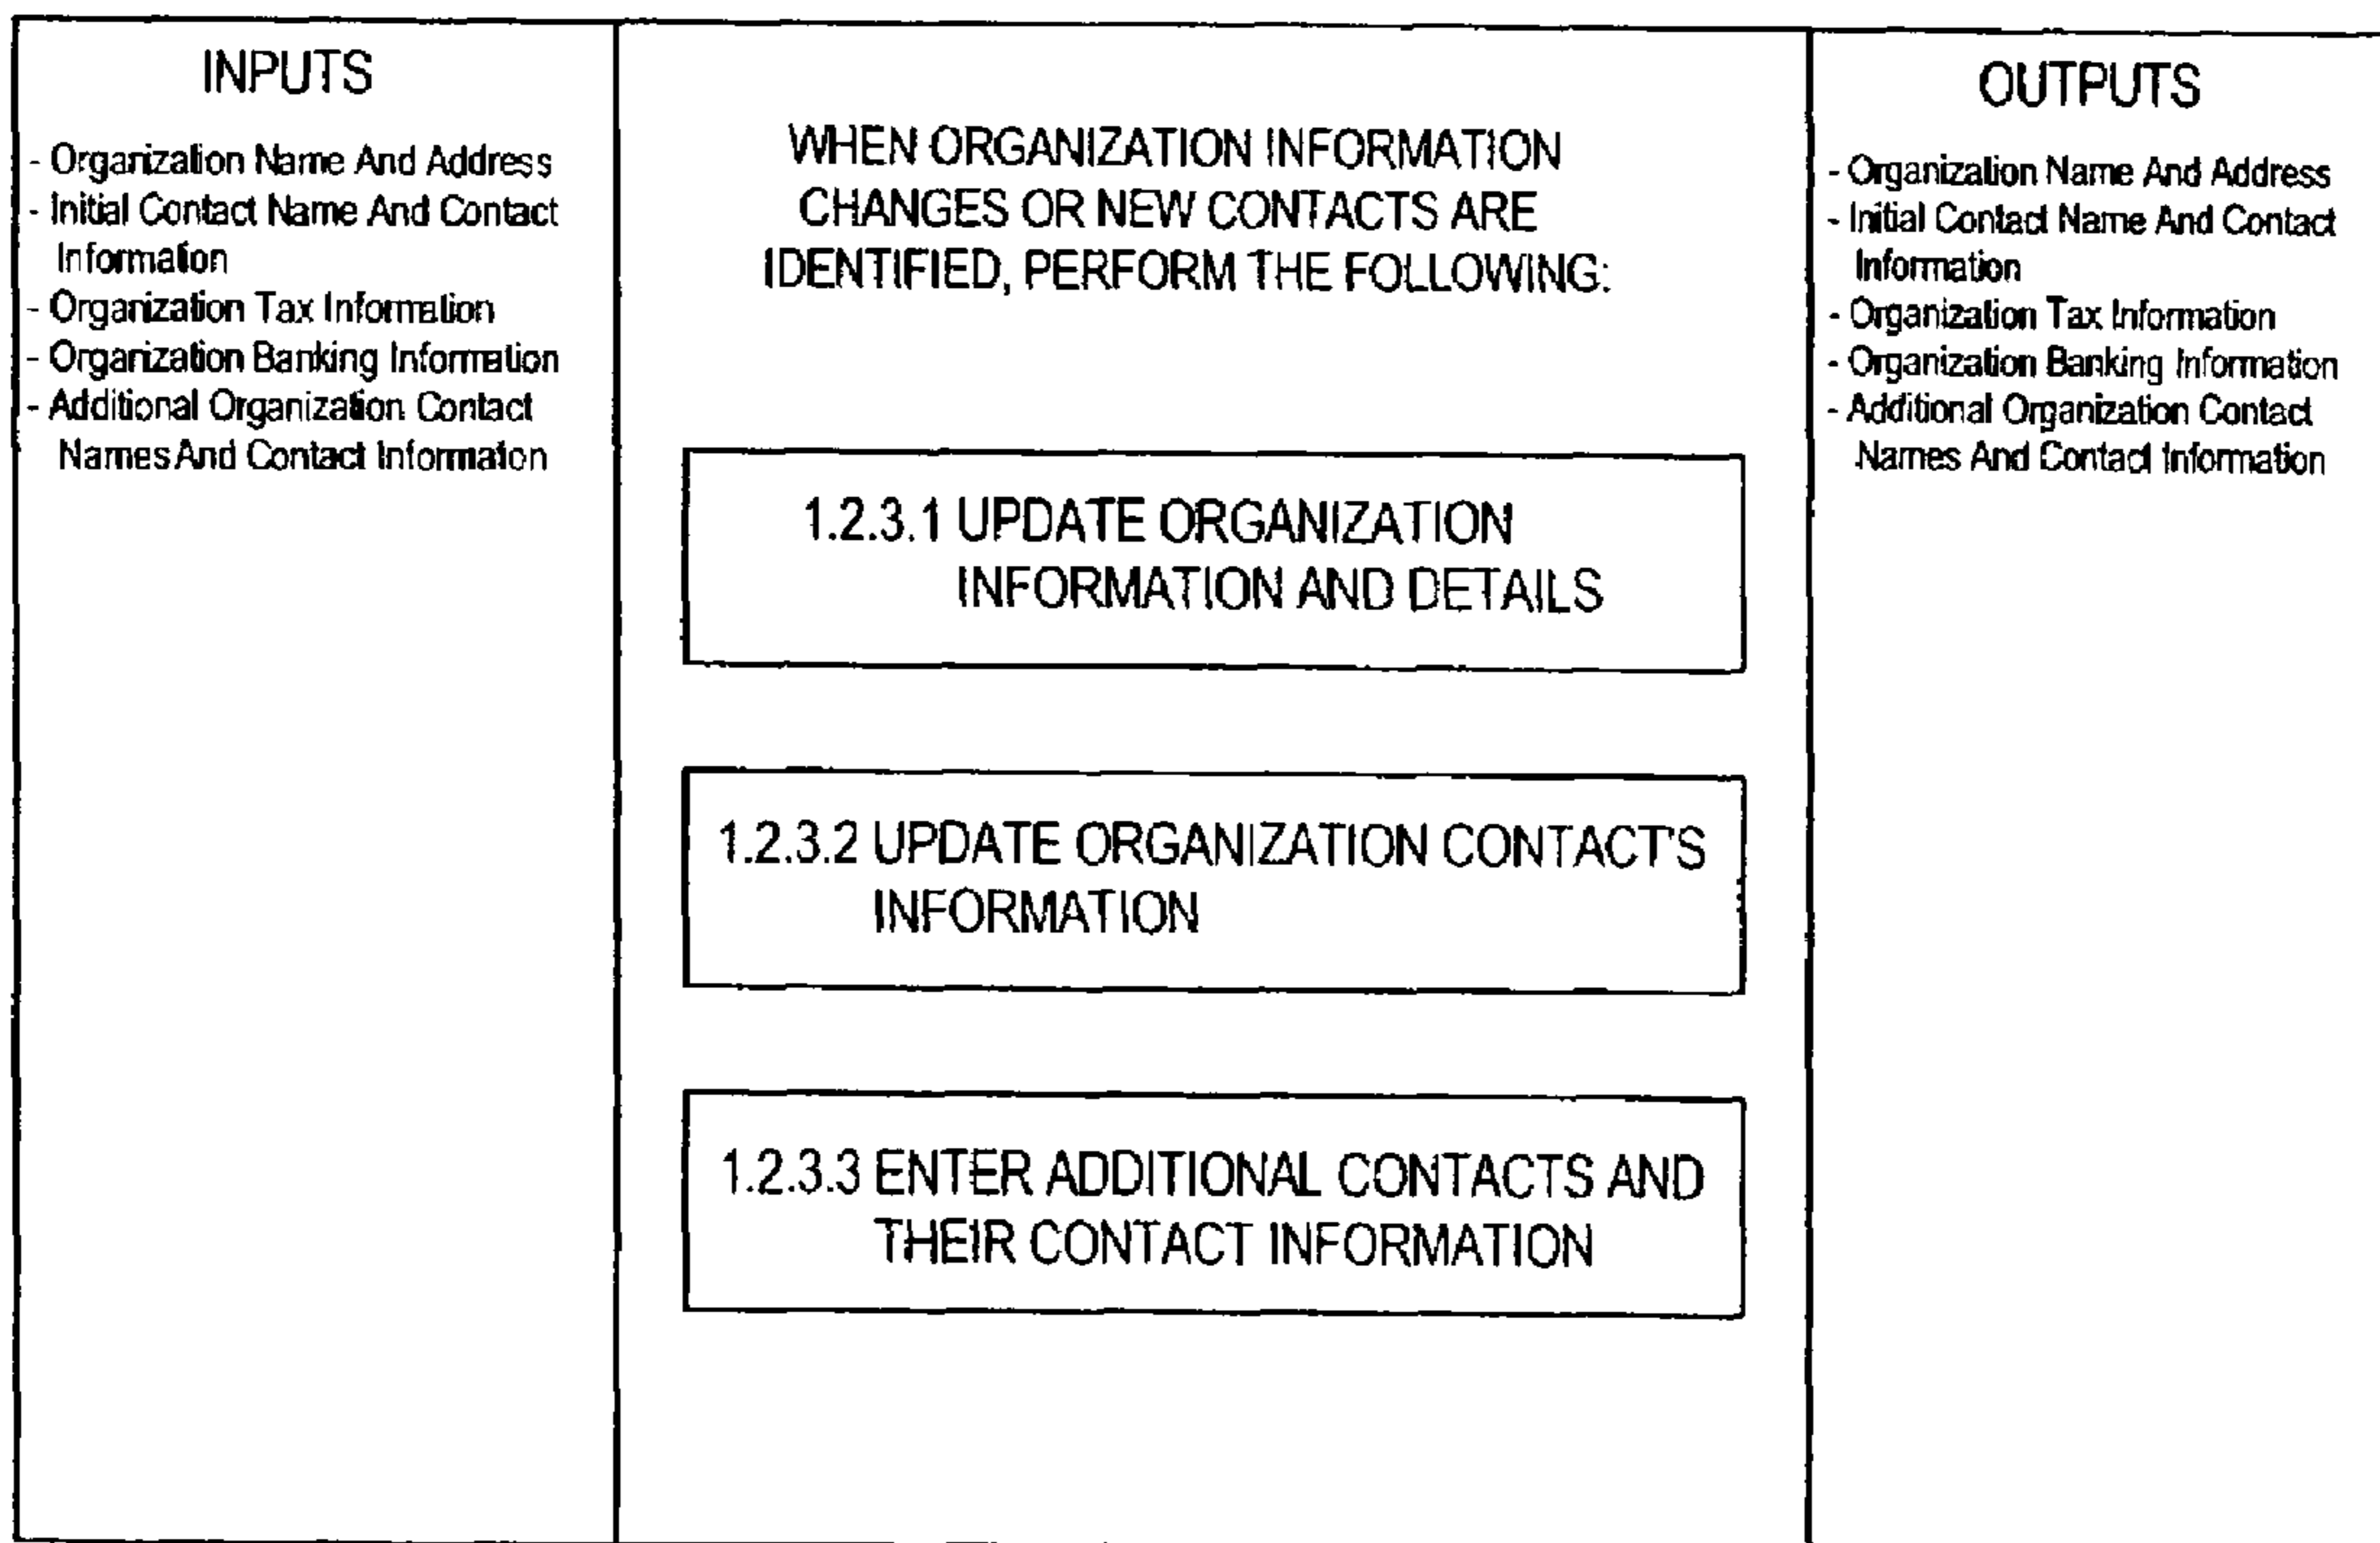 INPUTS
- Organization Name And Address
- Initial Contact Name And Contact
Information
- Organization Tax Information
- Organization Banking Information
- Additional Organization Contact
Names And Contact Informaion
WHEN ORGANIZATION INFORMATION
CHANGES OR NEW CONTACTS ARE
IDENTIFIED, PERFORM THE FOLLOWING:
1.2.3.1 UPDATE ORGANIZATION
INFORMATION AND DETAILS
1.2.3.2 UPDATE ORGANIZATION CONTACT'S
INFORMATION
1.2.3.3 ENTER ADDITIONAL CONTACTS AND
THEIR CONTACT INFORMATION
OUTPUTS
- Organization Name And Address
- Initial Contact Name And Contact
Information
- Organization Tax Information
- Organization Banking Information
- Additional Organization Contact
Names And Contact Information